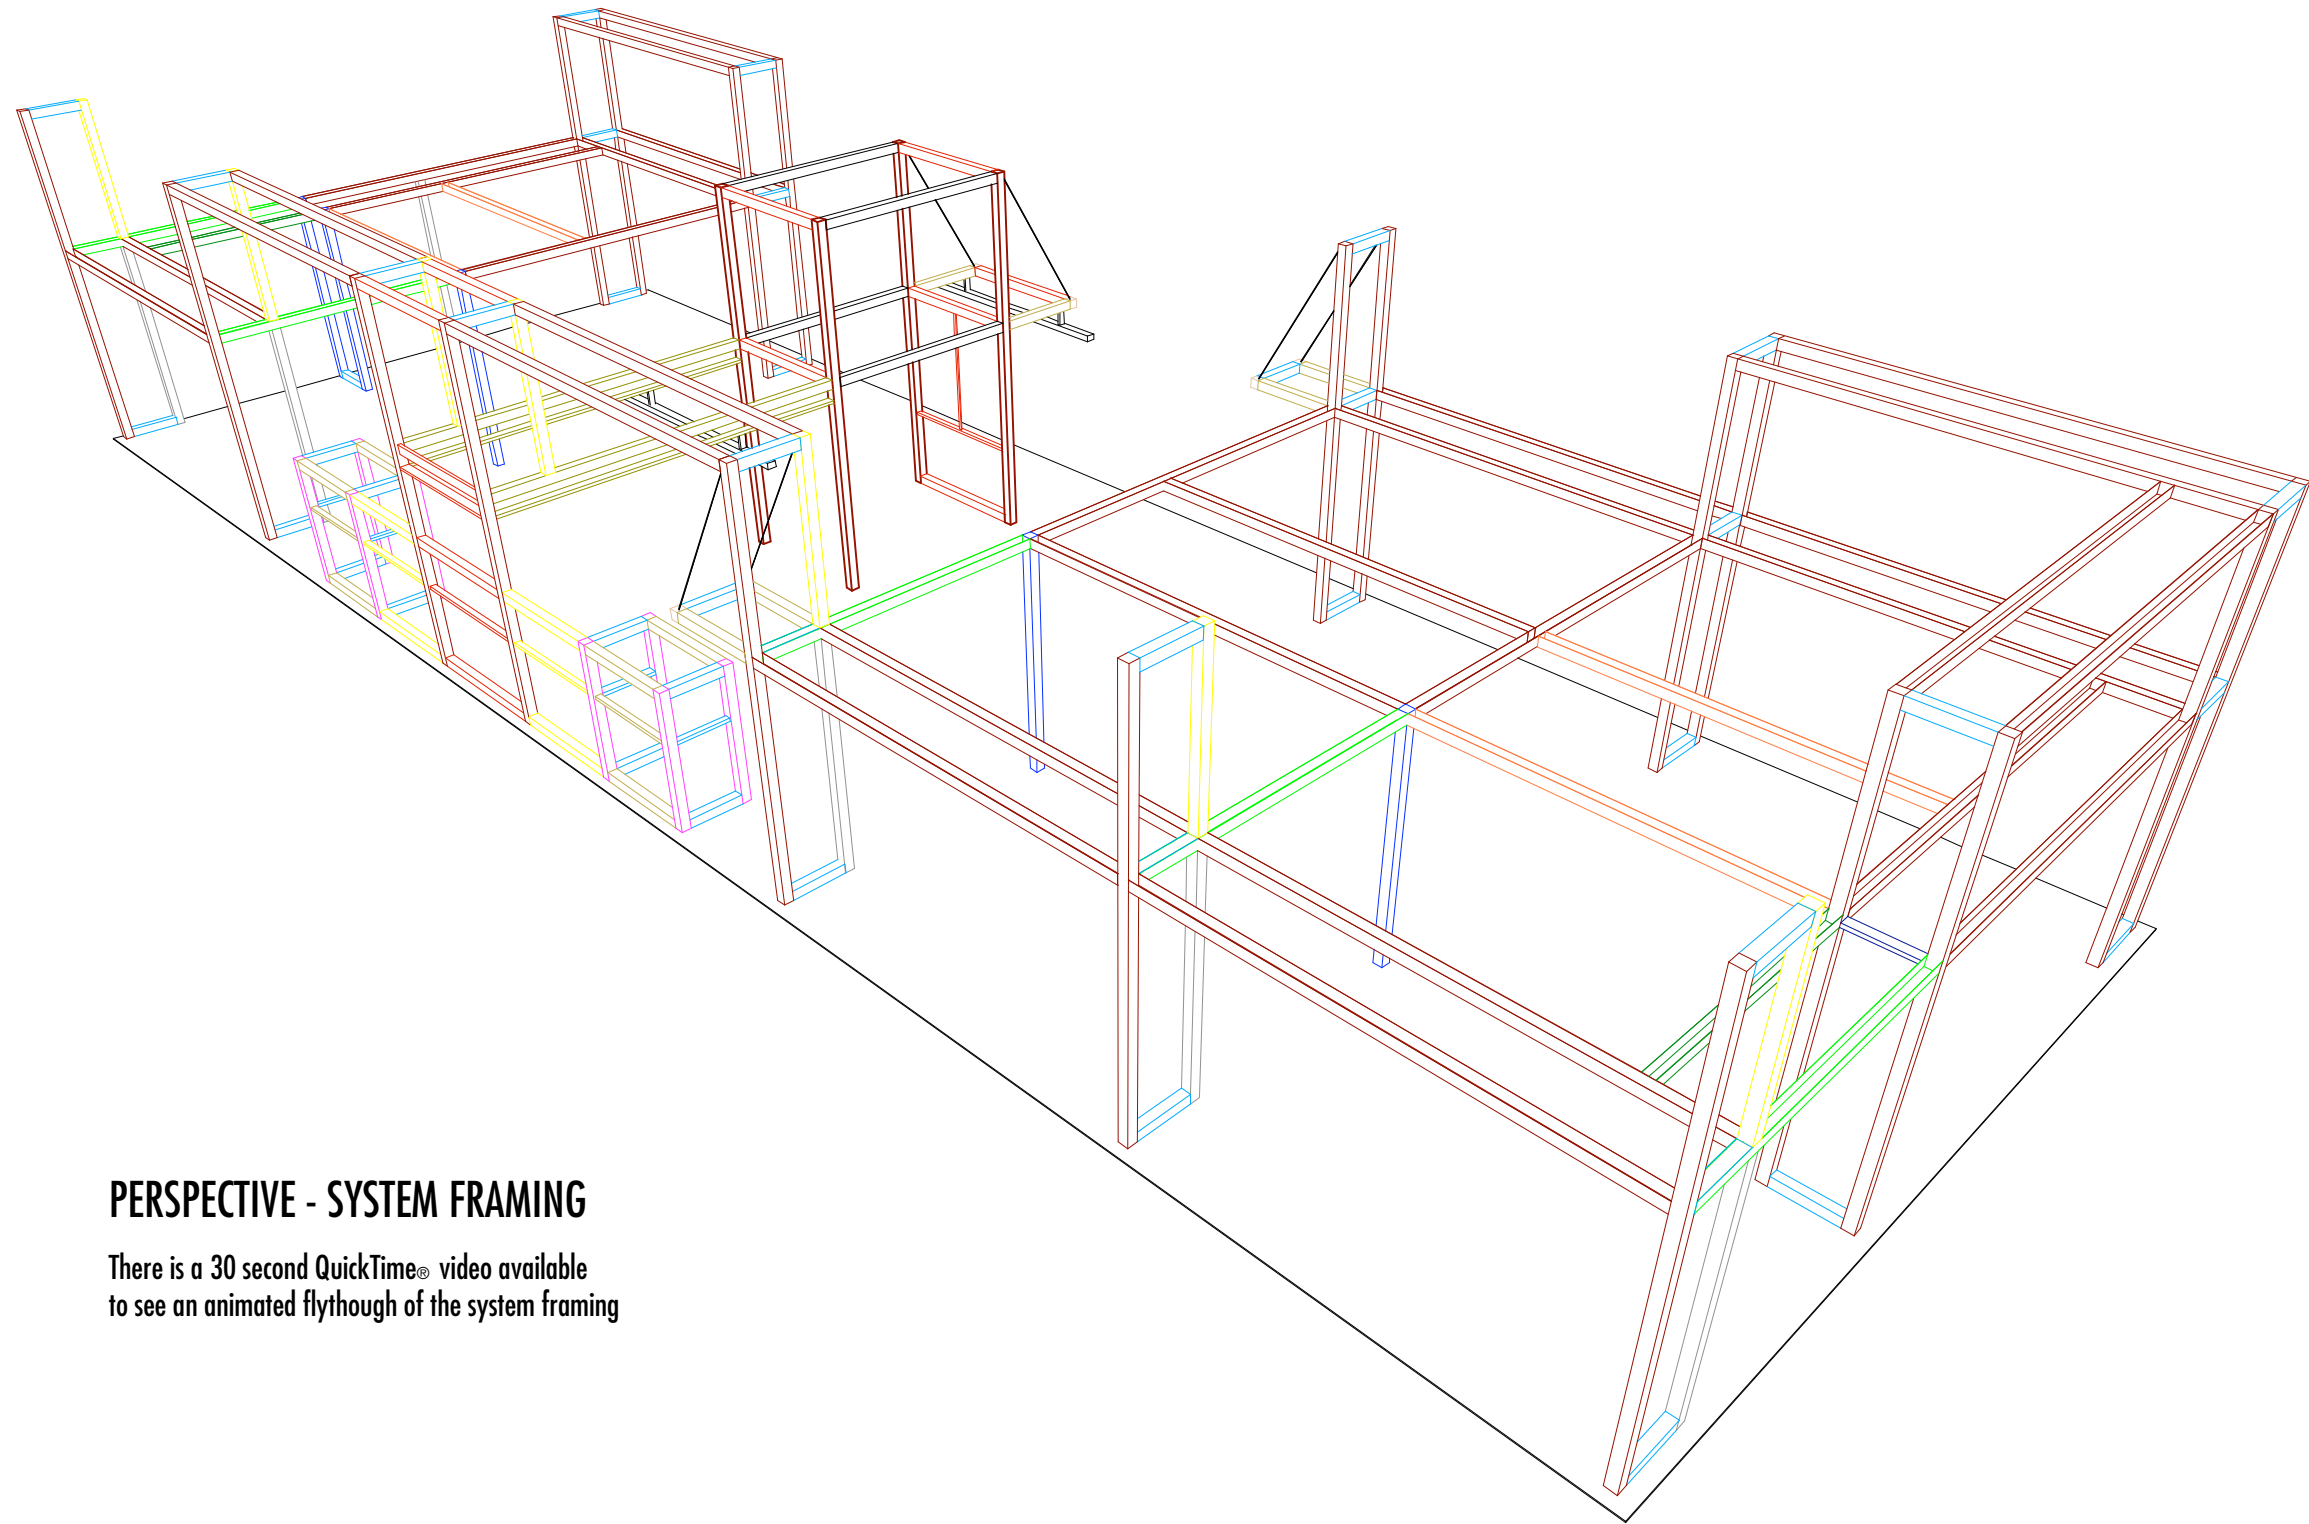 PERSPECTIVE - SYSTEM FRAMING
There is a 30 second QuickTime® video available
to see an animated flythough of the system framing